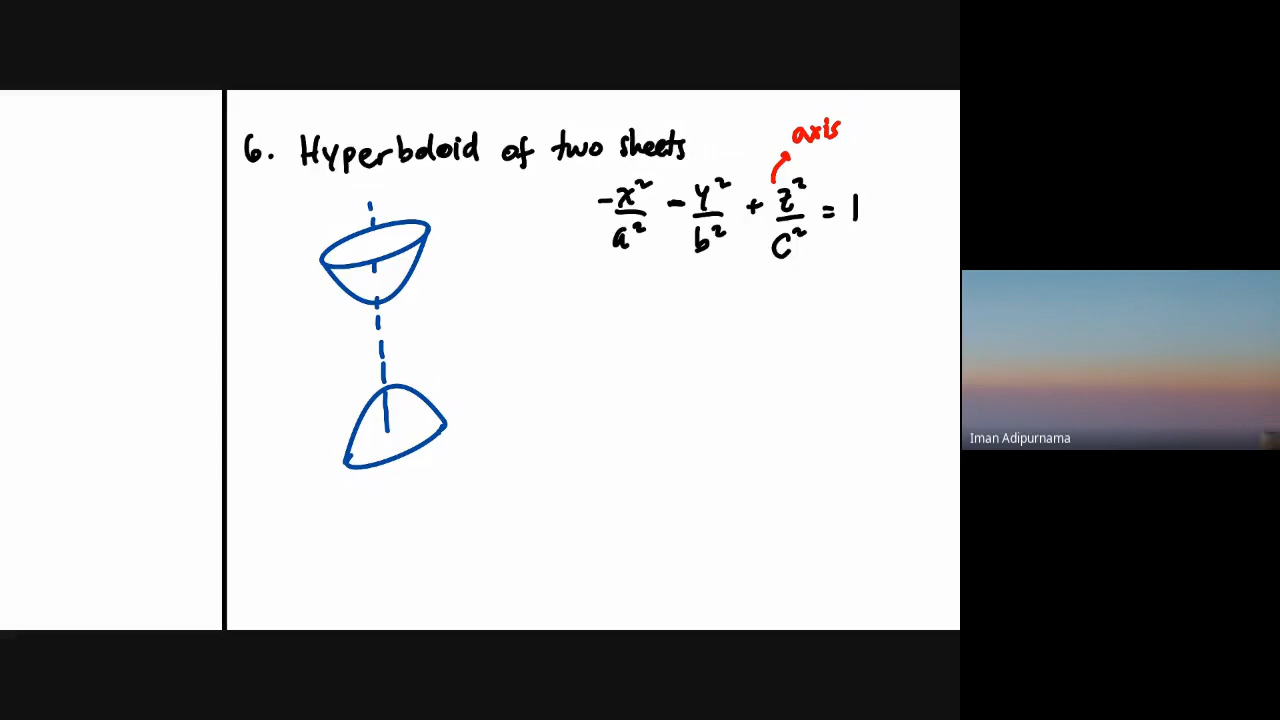 6. Hyperboloid of two sheets
axis
-x²/a² - y²/b² + z²/c² = 1
Iman Adipurnama